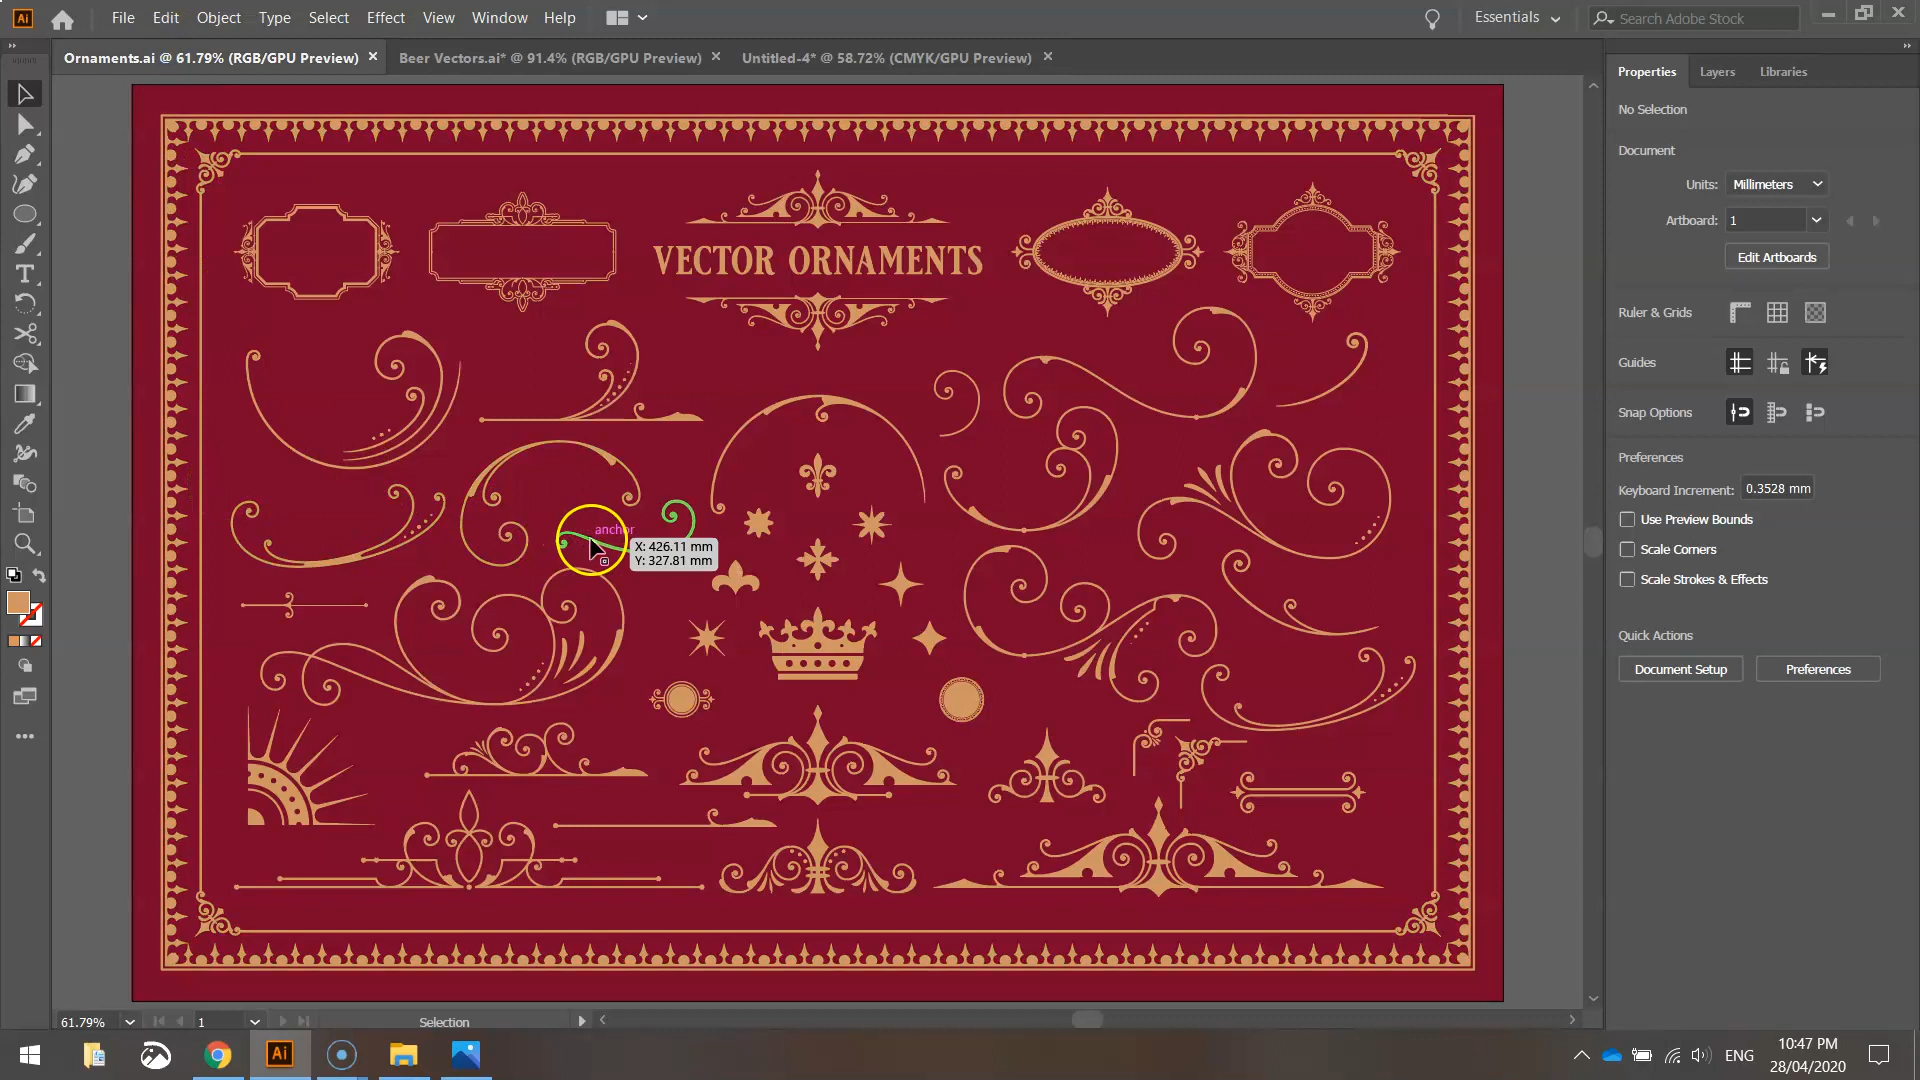 Ai File Edit Object Type Select Effect View Window Help Essentials Search Adobe Stock
Ornaments.ai @ 61.79% (RGB/GPU Preview) Beer Vectors.ai* @ 91.4% (RGB/GPU Preview) Untitled-4* @ 58.72% (CMYK/GPU Preview)
Properties Layers Libraries
No Selection
Document
Units: Millimeters
Artboard: 1
Edit Artboards
Ruler & Grids
Guides
Snap Options
Preferences
Keyboard Increment: 0.3528 mm
Use Preview Bounds
Scale Corners
Scale Strokes & Effects
Quick Actions
Document Setup Preferences
VECTOR ORNAMENTS
anchor
X: 426.11 mm
Y: 327.81 mm
61.79% 1 Selection
Ai
ENG
10:47 PM
28/04/2020